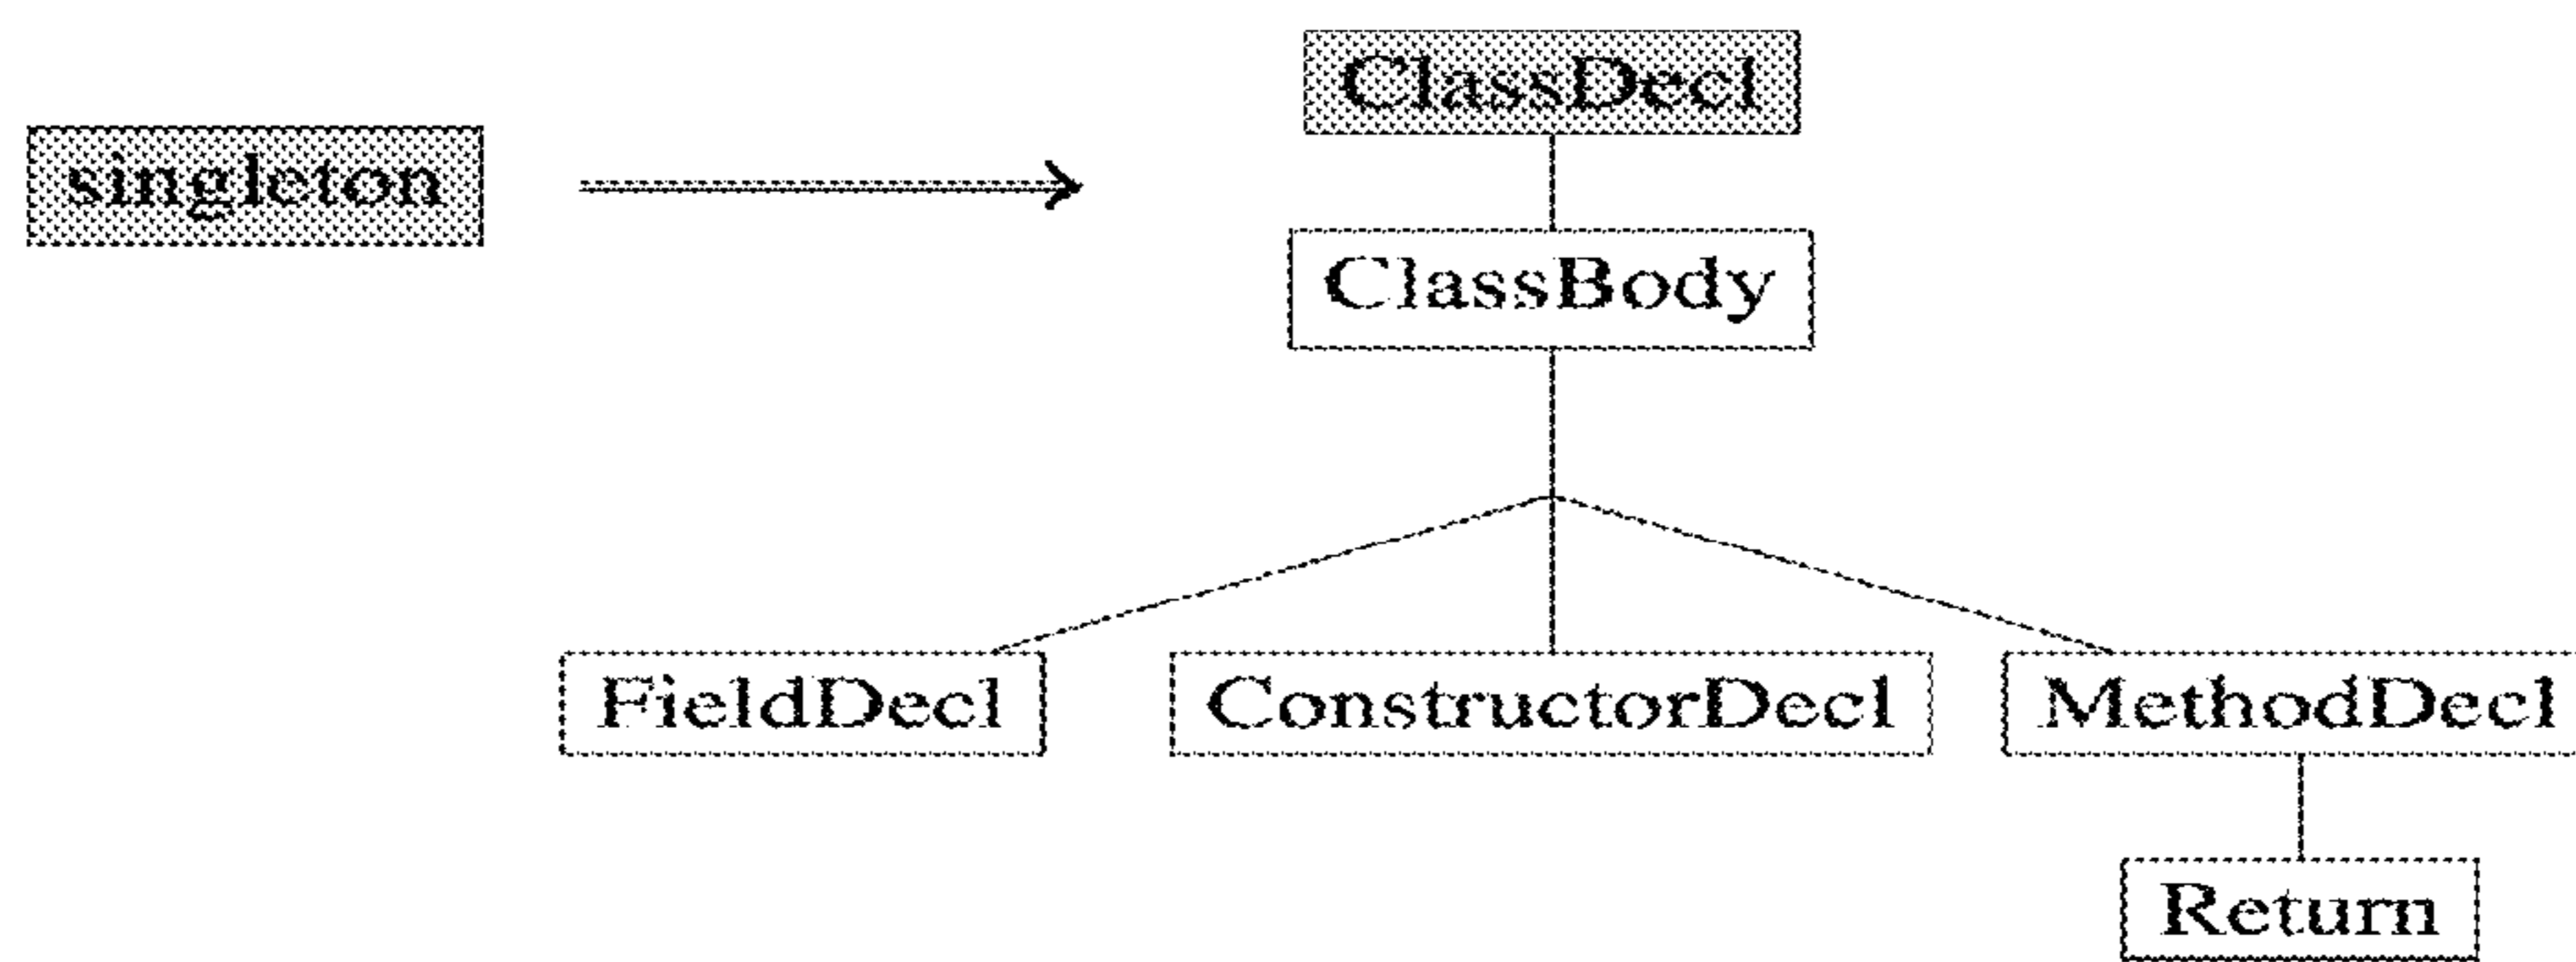 ClassDecl
singleton
ClassBody
FieldDecl
ConstructorDecl
MethodDecl
Return